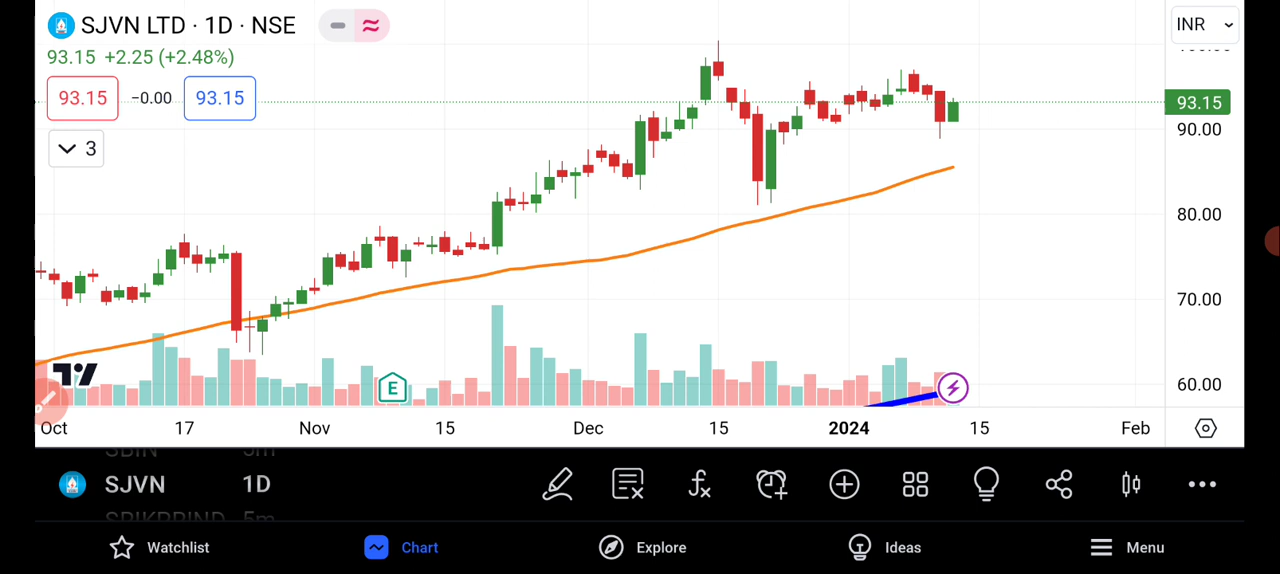 SJVN LTD · 1D · NSE
INR
93.15 +2.25 (+2.48%)
93.15 −0.00 93.15
93.15
3
90.00
80.00
70.00
60.00
E
Oct 17 Nov 15 Dec 15 2024 15 Feb
SJVN 1D
Watchlist Chart Explore Ideas Menu